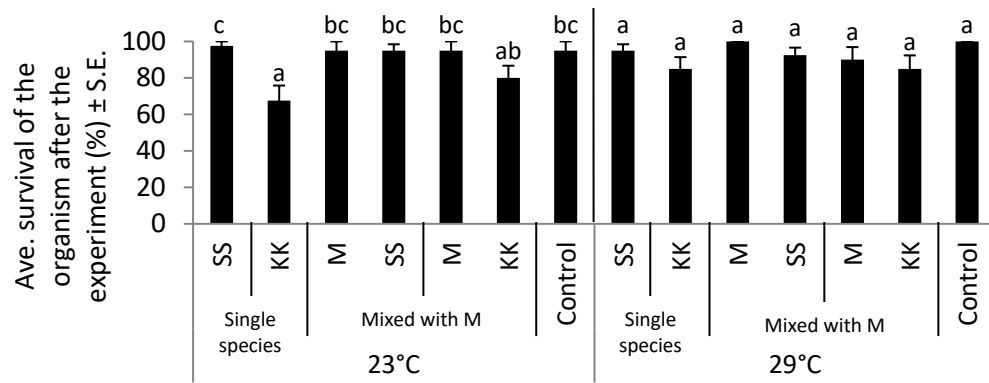 Ave. survival of the
organism after the
experiment (%) ± S.E.
100
80
60
40
20
0
c a bc bc bc ab bc a a a a a a a
SS KK M SS M KK Control SS KK M SS M KK Control
Single
species
Mixed with M
Single
species
Mixed with M
23°C 29°C